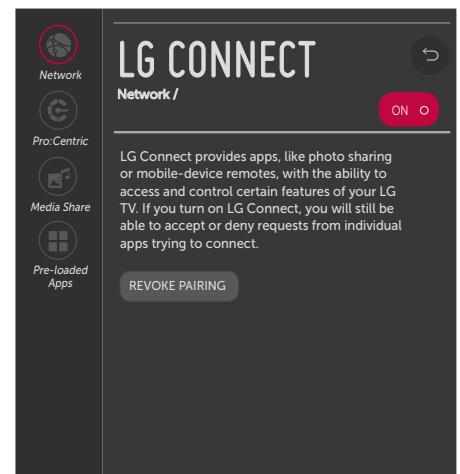 LG CONNECT
Network /
ON
Network
Pro:Centric
Media Share
Pre-loaded
Apps
LG Connect provides apps, like photo sharing
or mobile-device remotes, with the ability to
access and control certain features of your LG
TV. If you turn on LG Connect, you will still be
able to accept or deny requests from individual
apps trying to connect.
REVOKE PAIRING